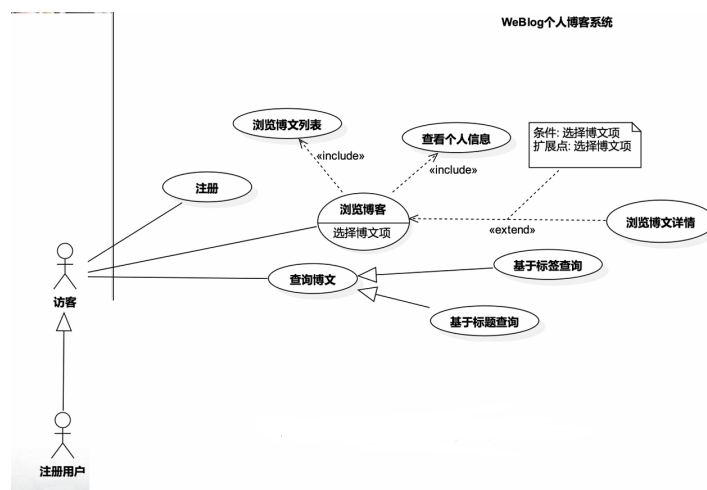 WeBlog个人博客系统
浏览博文列表
查看个人信息
条件: 选择博文项
扩展点: 选择博文项
«include»
«include»
注册
浏览博客
选择博文项
«extend»
浏览博文详情
基于标签查询
查询博文
访客
基于标题查询
注册用户